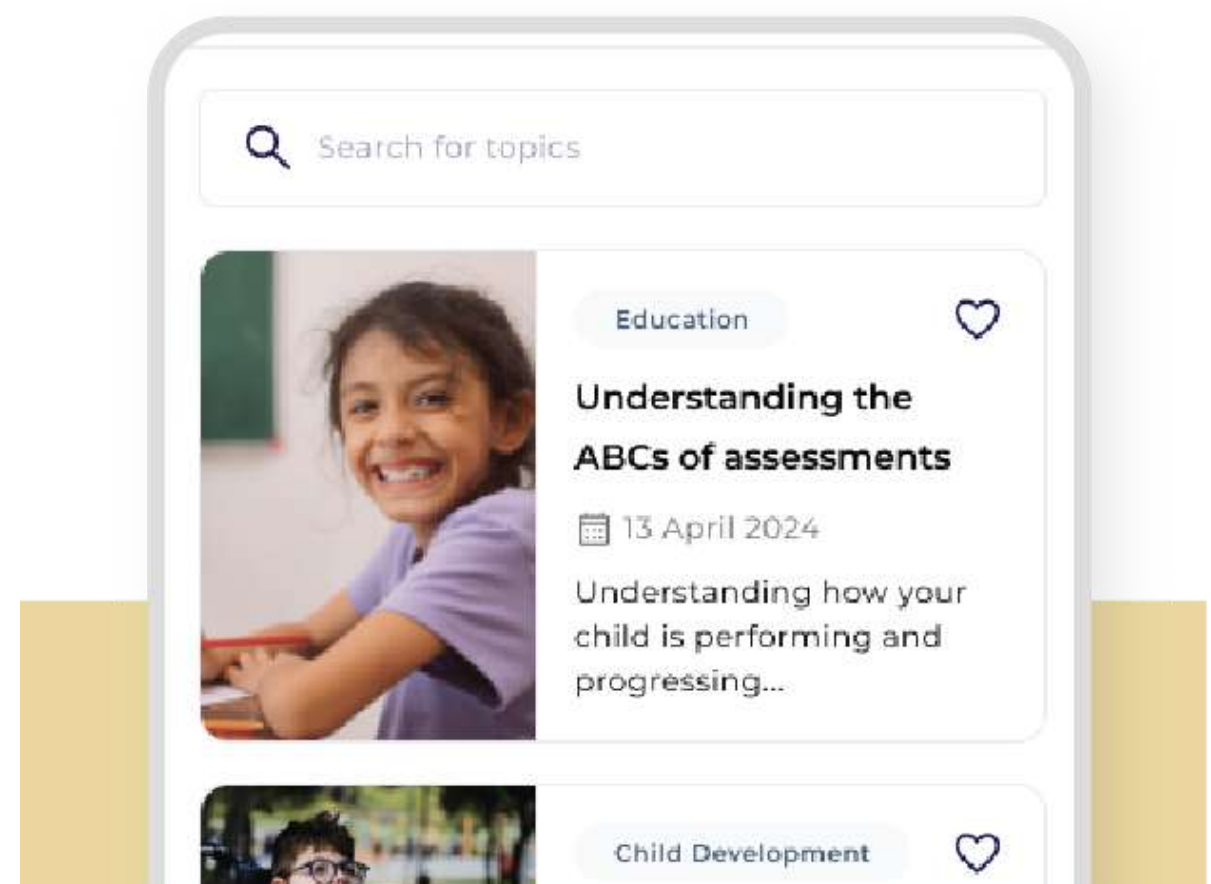 Search for topics
Education
Understanding the
ABCs of assessments
13 April 2024
Understanding how your
child is performing and
progressing...
Child Development